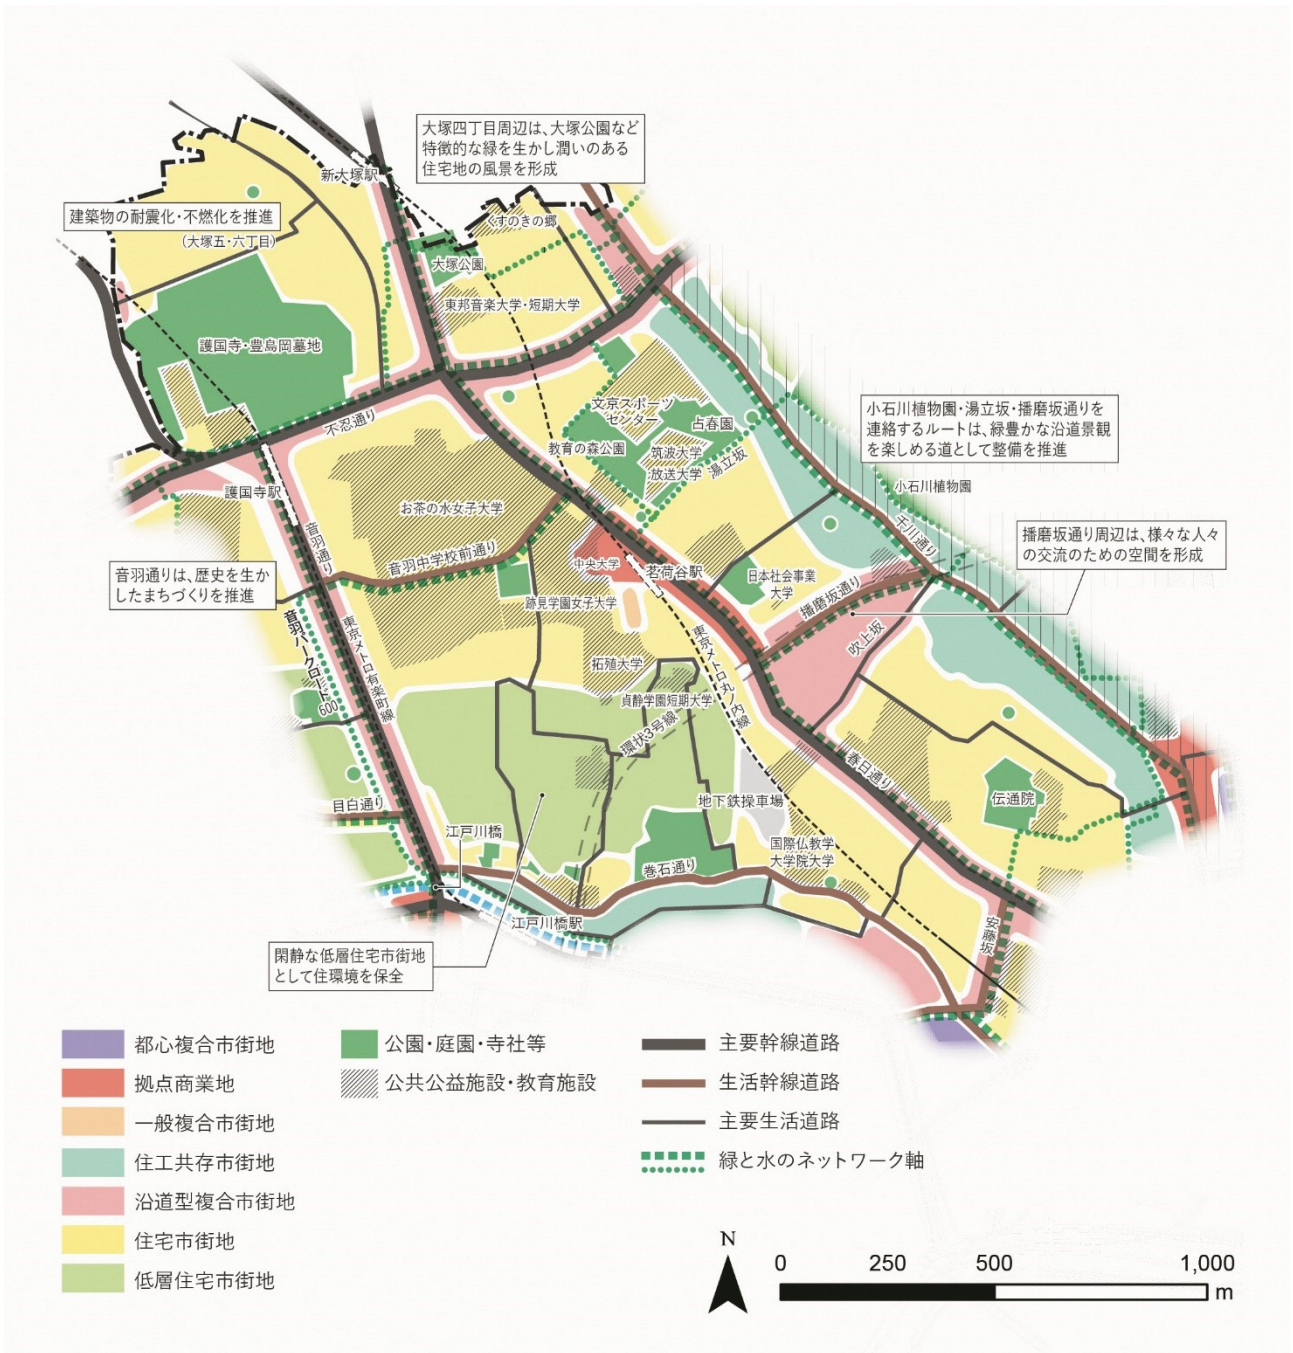 大塚四丁目周辺は、大塚公園など
特徴的な緑を生かし潤いのある
住宅地の風景を形成
新大塚駅
建築物の耐震化・不燃化を推進
(大塚五・六丁目)
くすのきの郷
大塚公園
東邦音楽大学・短期大学
護国寺・豊島岡墓地
不忍通り
文京スポーツ
センター
占春園
教育の森公園
筑波大学
放送大学
湯立坂
小石川植物園・湯立坂・播磨坂通りを
連絡するルートは、緑豊かな沿道景観
を楽しめる道として整備を推進
小石川植物園
千川通り
護国寺駅
お茶の水女子大学
音羽通り
音羽中学校前通り
播磨坂通り周辺は、様々な人々
の交流のための空間を形成
音羽通りは、歴史を生か
したまちづくりを推進
中央大学
茗荷谷駅
日本社会事業
大学
播磨坂通り
跡見学園女子大学
吹上坂
音羽パークロード
600
東京メトロ有楽町線
東京メトロ丸ノ内線
拓殖大学
貞静学園短期大学
環状3号線
春日通り
地下鉄操車場
伝通院
目白通り
江戸川橋
国際仏教学
大学院大学
巻石通り
江戸川橋駅
安藤坂
閑静な低層住宅市街地
として住環境を保全
都心複合市街地
拠点商業地
一般複合市街地
住工共存市街地
沿道型複合市街地
住宅市街地
低層住宅市街地
公園・庭園・寺社等
公共公益施設・教育施設
主要幹線道路
生活幹線道路
主要生活道路
緑と水のネットワーク軸
N
0 250 500 1,000
m